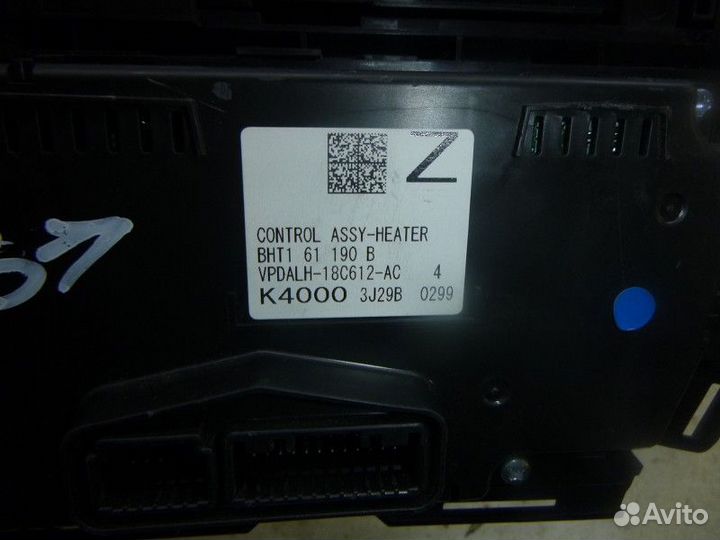 Z
CONTROL ASSY-HEATER
BHT1 61 190 B
VPDALH-18C612-AC 4
K4000 3J29B 0299
Avito